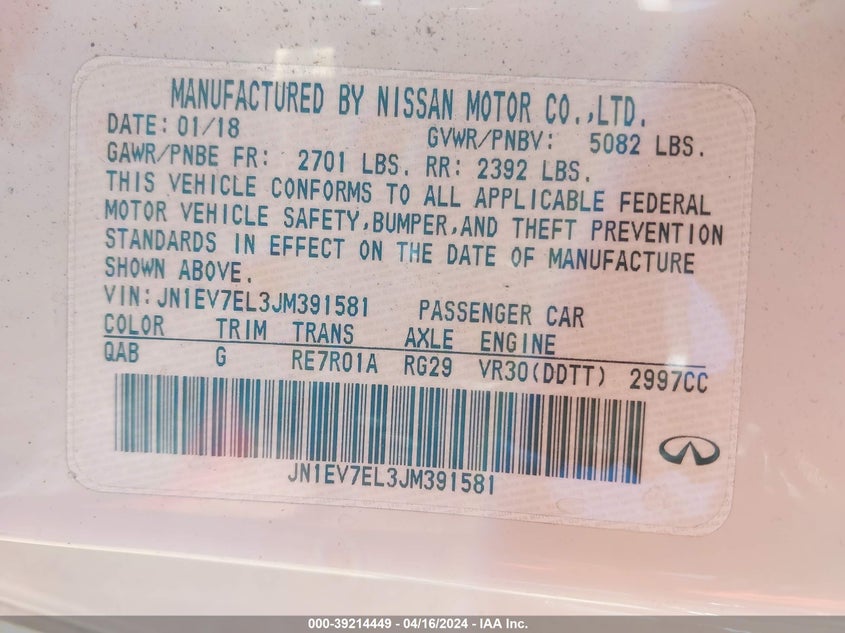 MANUFACTURED BY NISSAN MOTOR CO.,LTD.
DATE: 01/18 GVWR/PNBV: 5082 LBS.
GAWR/PNBE FR: 2701 LBS. RR: 2392 LBS.
THIS VEHICLE CONFORMS TO ALL APPLICABLE FEDERAL
MOTOR VEHICLE SAFETY,BUMPER,AND THEFT PREVENTION
STANDARDS IN EFFECT ON THE DATE OF MANUFACTURE
SHOWN ABOVE.
VIN:JN1EV7EL3JM391581 PASSENGER CAR
COLOR TRIM TRANS AXLE ENGINE
QAB G RE7R01A RG29 VR30(DDTT) 2997CC
JN1EV7EL3JM391581
000-39214449 - 04/16/2024 - IAA Inc.